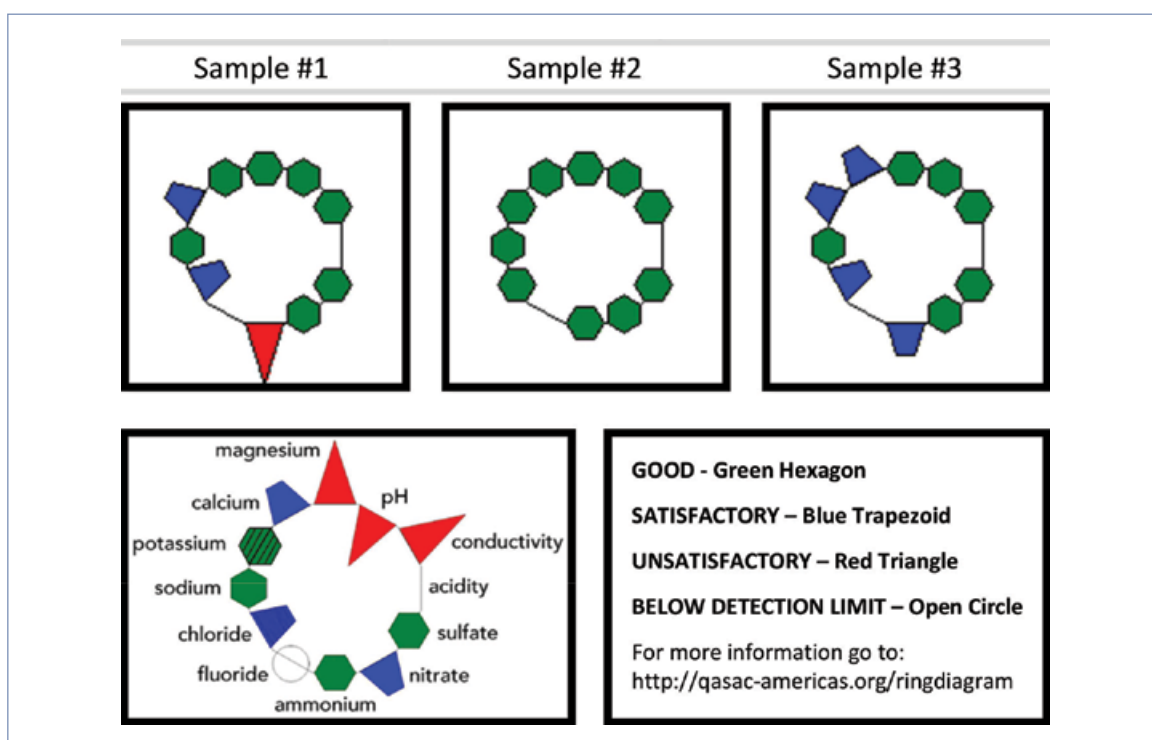 Sample #1
Sample #2
Sample #3
magnesium
calcium
pH
potassium
conductivity
sodium
acidity
chloride
sulfate
fluoride
nitrate
ammonium
GOOD - Green Hexagon
SATISFACTORY – Blue Trapezoid
UNSATISFACTORY – Red Triangle
BELOW DETECTION LIMIT – Open Circle
For more information go to:
http://qasac-americas.org/ringdiagram